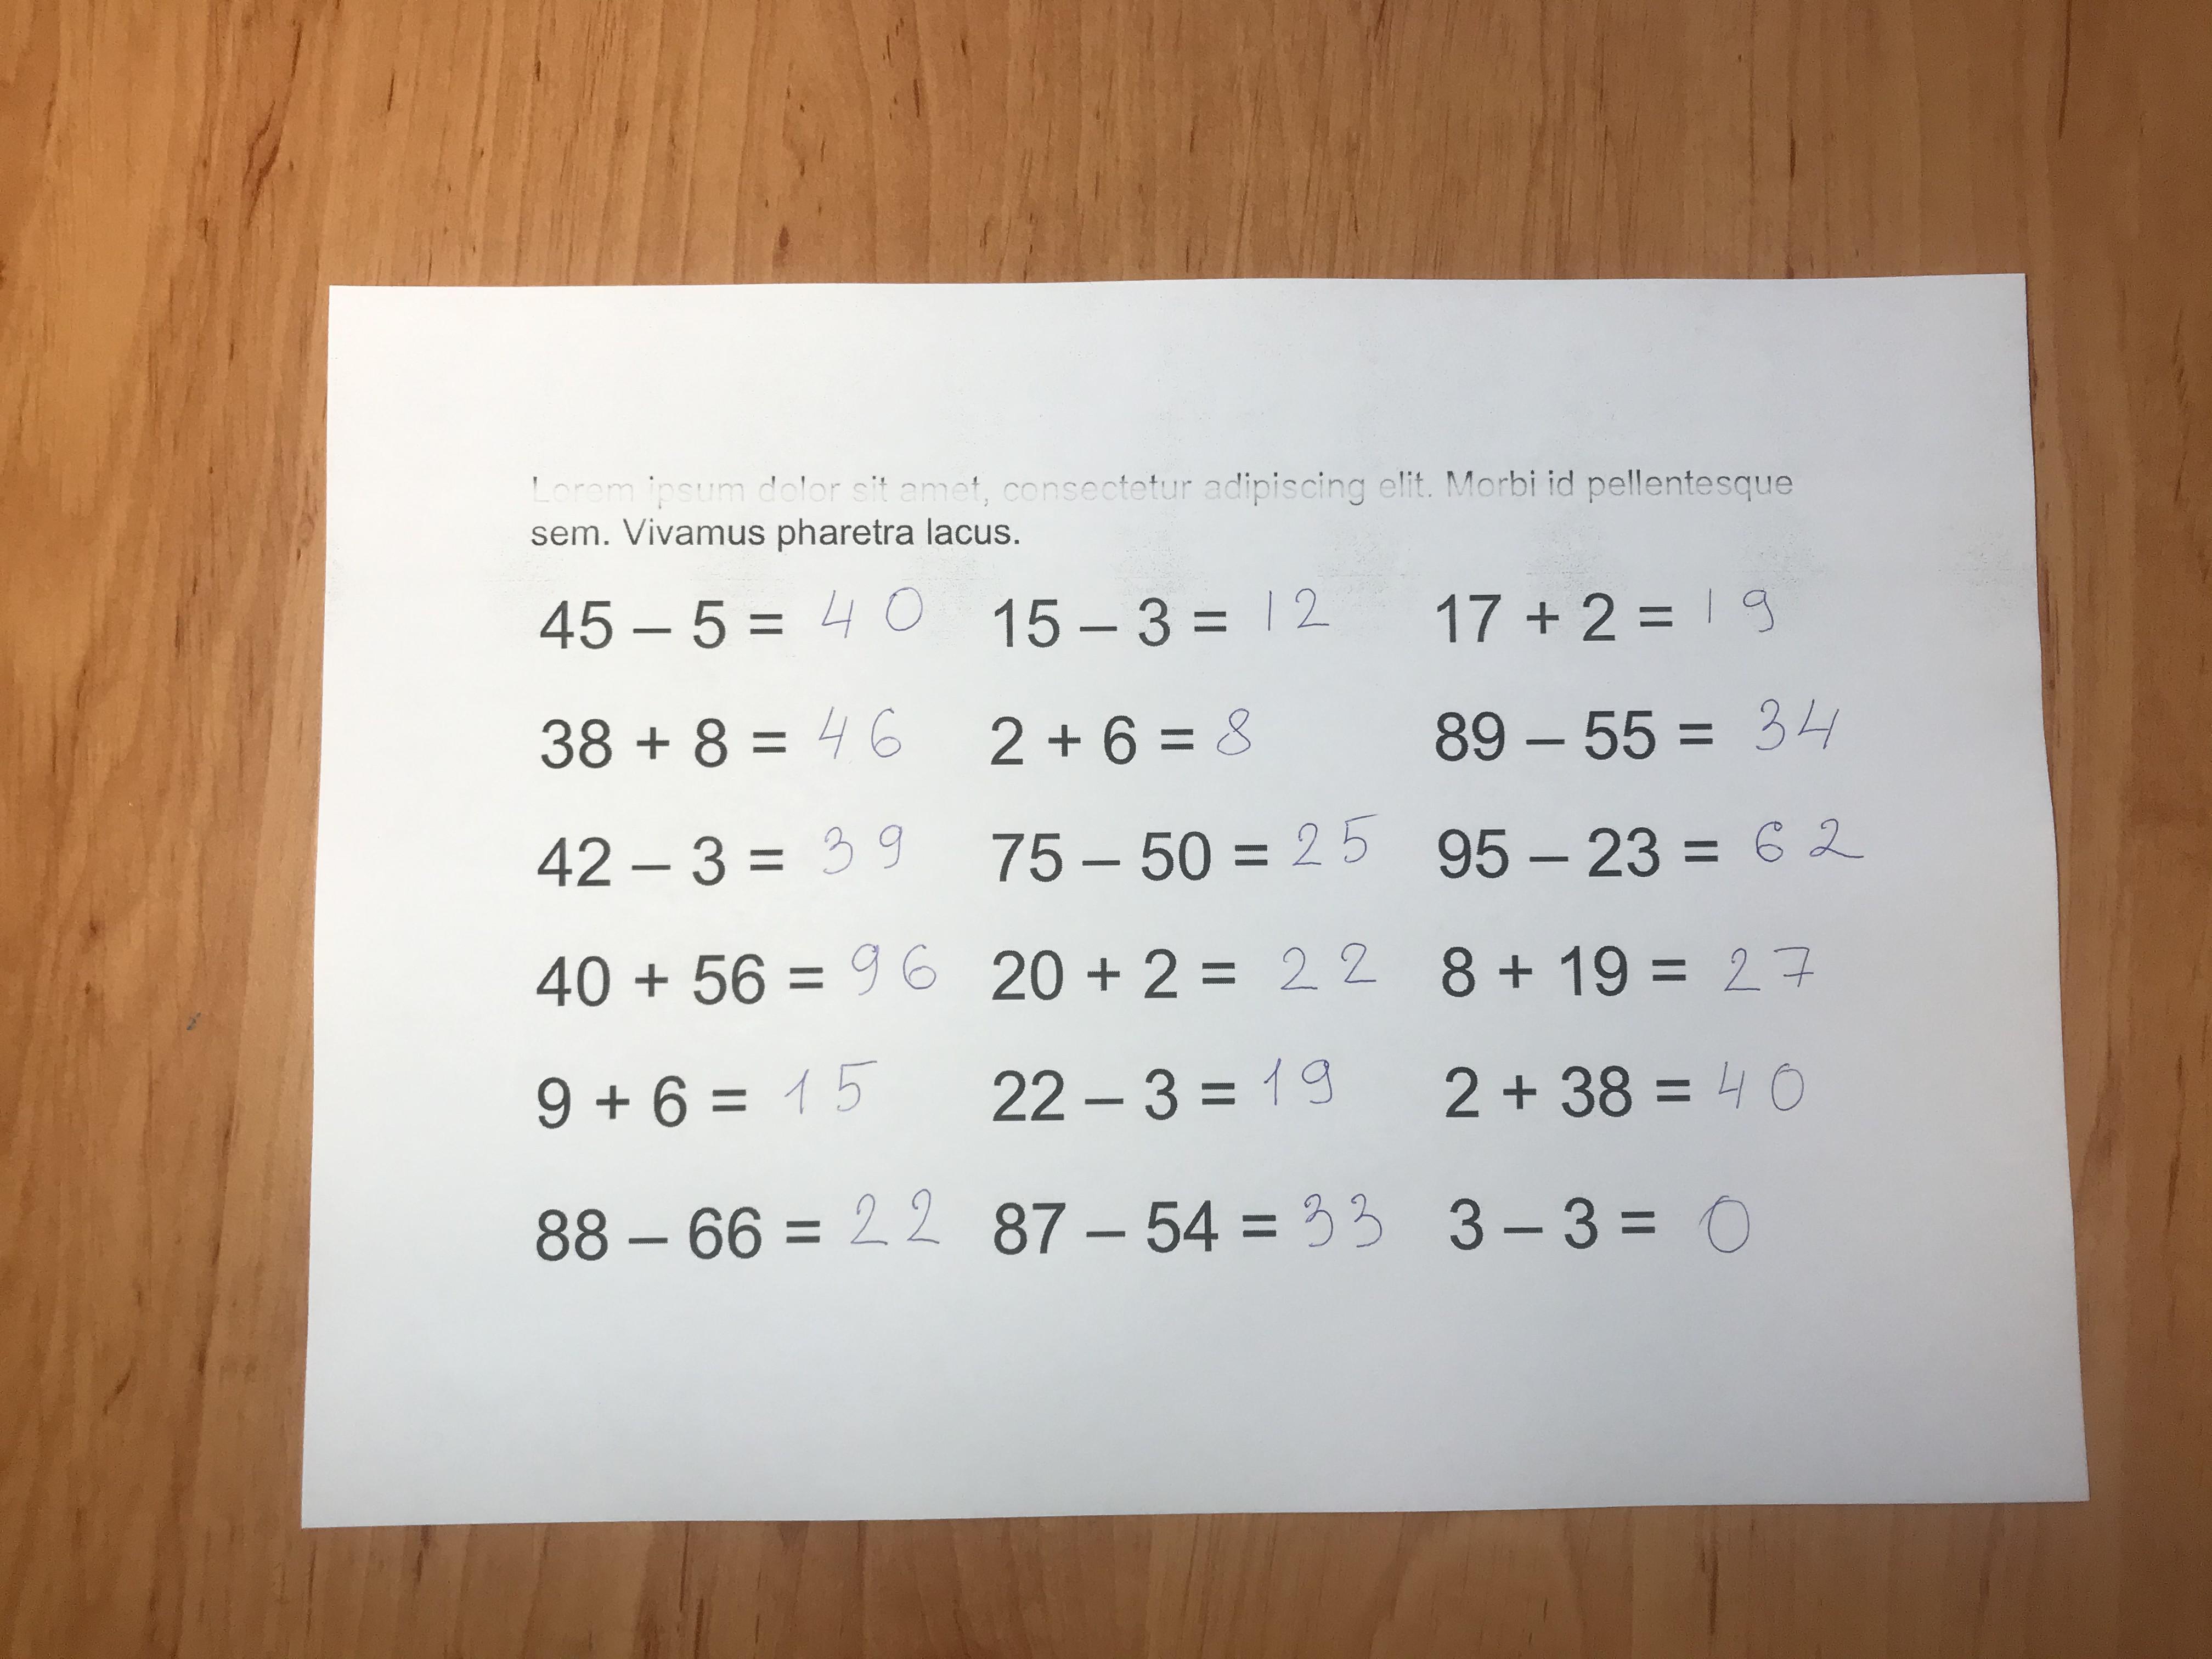 Lorem ipsum dolor sit amet, consectetur adipiscing elit. Morbi id pellentesque
sem. Vivamus pharetra lacus.
45 – 5 = 40 15 – 3 = 12 17 + 2 = 19
38 + 8 = 46 2 + 6 = 8 89 – 55 = 34
42 – 3 = 39 75 – 50 = 25 95 – 23 = 62
40 + 56 = 96 20 + 2 = 22 8 + 19 = 27
9 + 6 = 15 22 – 3 = 19 2 + 38 = 40
88 – 66 = 22 87 – 54 = 33 3 – 3 = 0